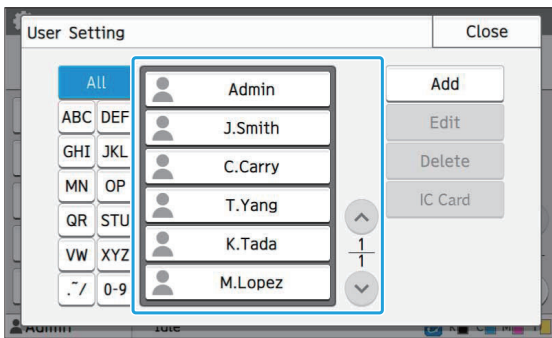 User Setting
Close
All
ABC DEF
GHI JKL
MN OP
QR STU
VW XYZ
.~/ 0-9
Admin
J.Smith
C.Carry
T.Yang
K.Tada
M.Lopez
1
1
Add
Edit
Delete
IC Card
Admin
Idle
K C M Y